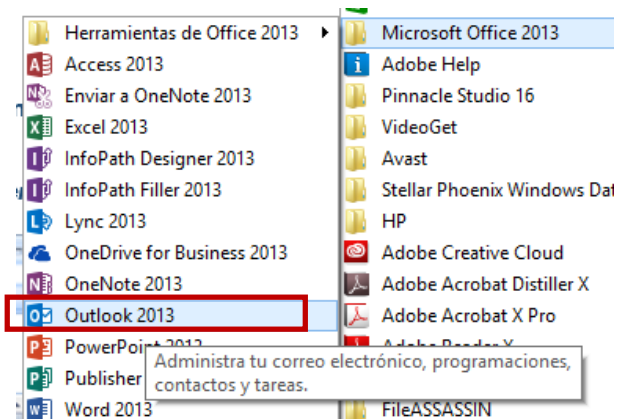 Herramientas de Office 2013
Access 2013
Enviar a OneNote 2013
Excel 2013
InfoPath Designer 2013
InfoPath Filler 2013
Lync 2013
OneDrive for Business 2013
OneNote 2013
Outlook 2013
PowerPoint 2013
Publisher
Word 2013
Administra tu correo electrónico, programaciones,
contactos y tareas.
Microsoft Office 2013
Adobe Help
Pinnacle Studio 16
VideoGet
Avast
Stellar Phoenix Windows Dat
HP
Adobe Creative Cloud
Adobe Acrobat Distiller X
Adobe Acrobat X Pro
Adobe Reader X
FileASSASSIN